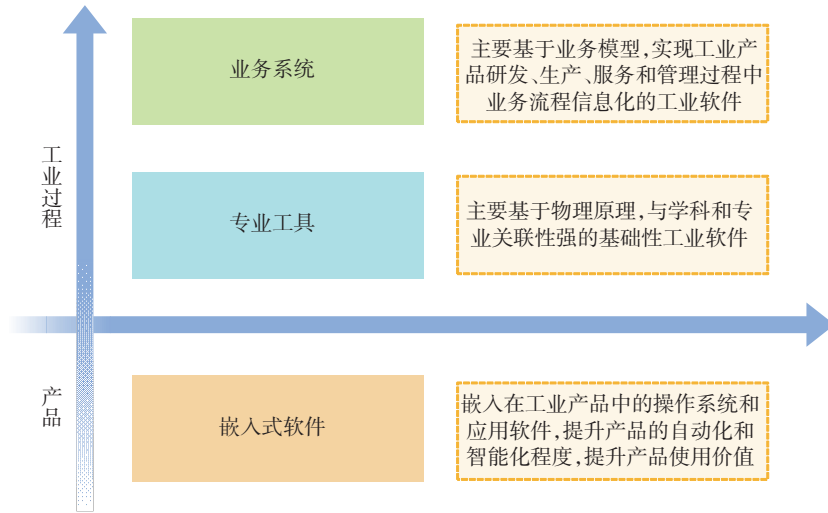 业务系统
主要基于业务模型,实现工业产
品研发、生产、服务和管理过程中
业务流程信息化的工业软件
工业过程
专业工具
主要基于物理原理,与学科和专
业关联性强的基础性工业软件
产品
嵌入式软件
嵌入在工业产品中的操作系统和
应用软件,提升产品的自动化和
智能化程度,提升产品使用价值